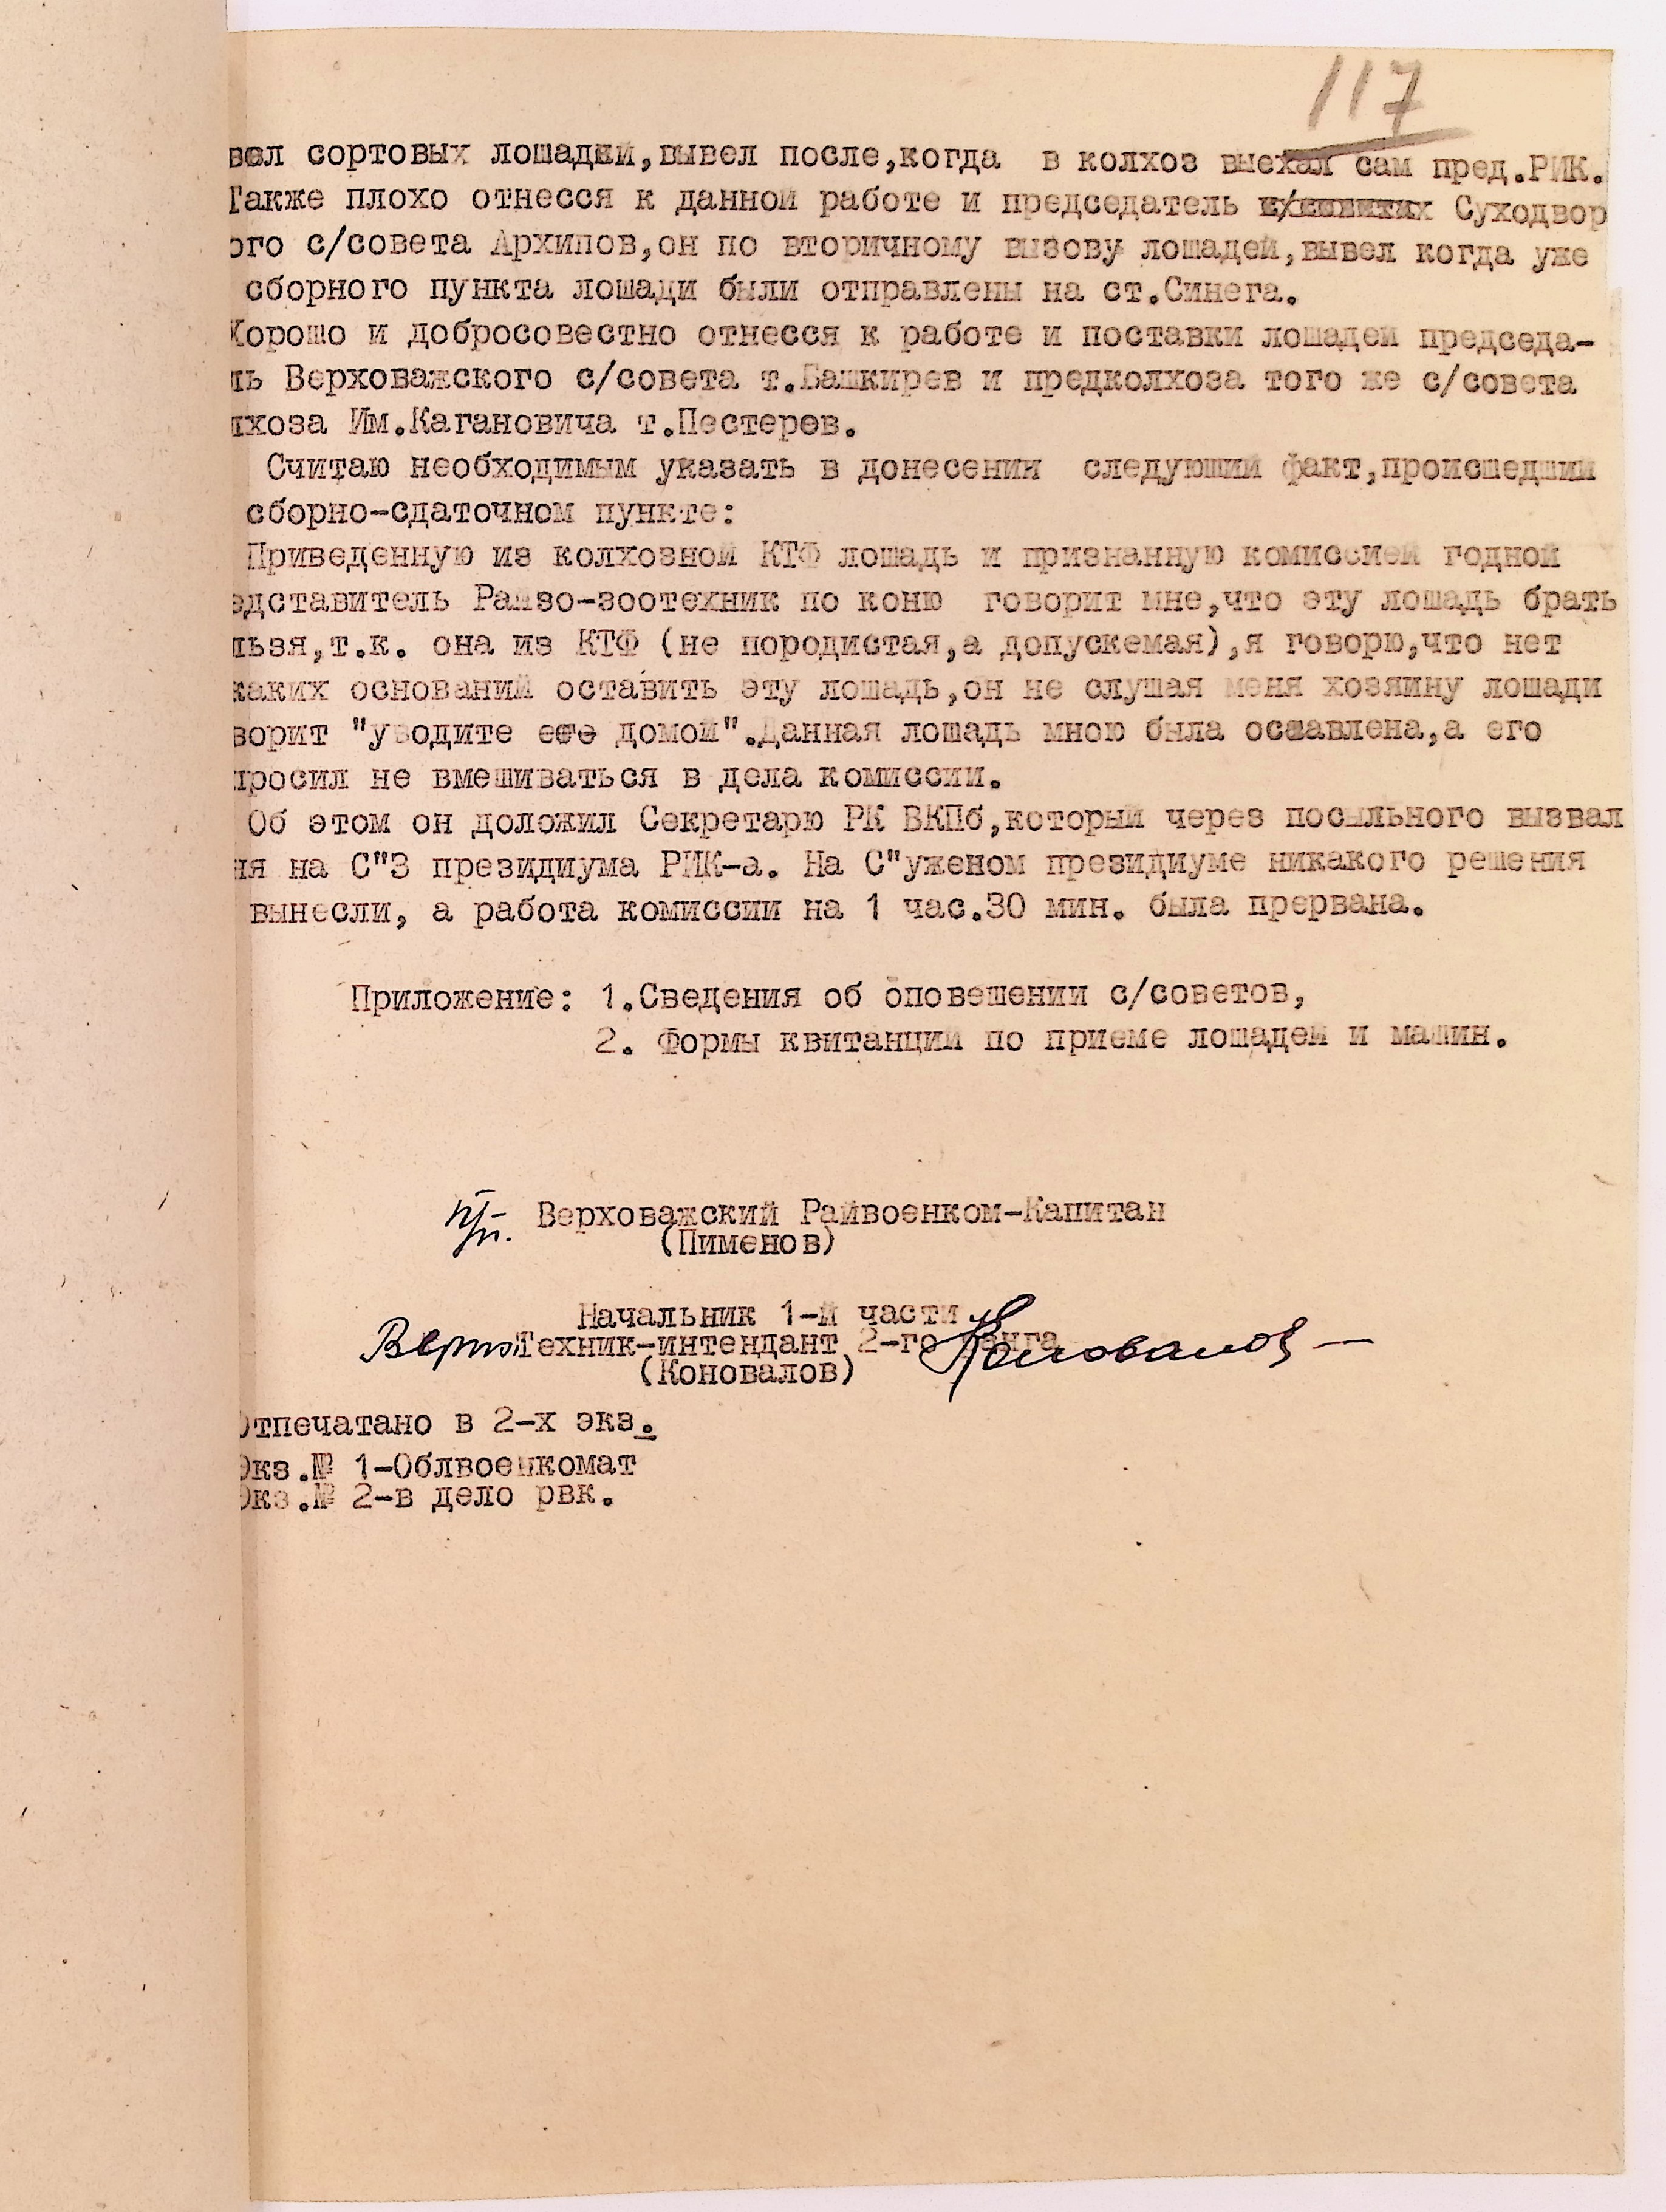 117
вел сортовых лошадей,вывел после,когда в колхоз выехал сам пред.РИК.
Также плохо отнесся к данной работе и председатель Суходвор
ого с/совета Архипов,он по вторичному вызову лошадей,вывел когда уже
сборного пункта лошади были отправлены на ст.Синега.
Хорошо и добросовестно отнесся к работе и поставки лошадей председа-
ль Верховажского с/совета т.Башкирев и предколхоза того же с/совета
лхоза Им.Кагановича т.Пестерев.
Считаю необходимым указать в донесении следующий факт,происшедший
сборно-сдаточном пункте:
Приведенную из колхозной КТФ лошадь и признанную комиссией годной
едставитель Райзо-зоотехник по коню говорит мне,что эту лошадь брать
льзя,т.к. она из КТФ (не породистая,а допускемая),я говорю,что нет
каких оснований оставить эту лошадь,он не слушая меня хозяину лошади
ворит "уводите ее домой".Данная лошадь мною была оставлена,а его
просил не вмешиваться в дела комиссии.
Об этом он доложил Секретарю РК ВКПб,который через посыльного вызвал
ня на С"З президиума РИК-а. На С"уженом президиуме никакого решения
вынесли, а работа комиссии на 1 час.30 мин. была прервана.
Приложение: 1.Сведения об оповешении с/советов,
2. Формы квитанций по приеме лошадей и машин.
пп. Верховажский Райвоенком-Капитан
(Пименов)
Начальник 1-й части
Верно: Техник-интендант 2-го ранга Коновалов
(Коновалов)
Отпечатано в 2-х экз.
Экз.№ 1-Облвоенкомат
Экз.№ 2-в дело рвк.